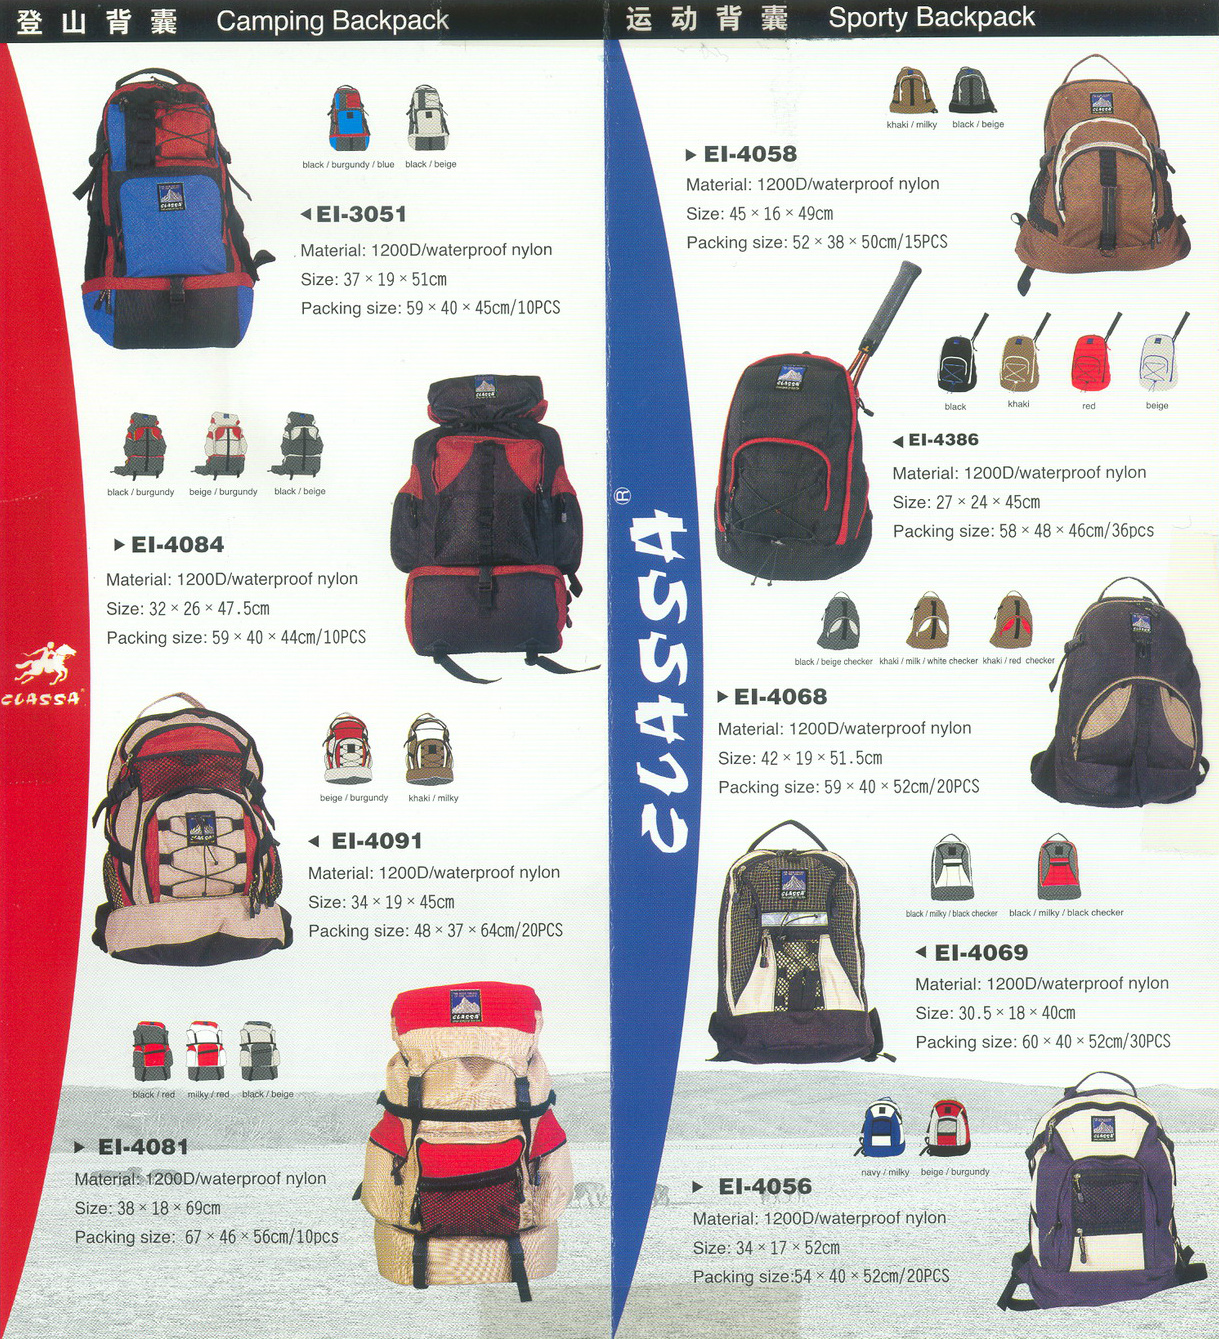 登山背囊 Camping Backpack
black / burgundy / blue
black / beige
EI-3051
Material: 1200D/waterproof nylon
Size: 37 × 19 × 51cm
Packing size: 59 × 40 × 45cm/10PCS
CLASSA
black / burgundy
beige / burgundy
black / beige
EI-4084
Material: 1200D/waterproof nylon
Size: 32 × 26 × 47.5cm
Packing size: 59 × 40 × 44cm/10PCS
CLASSA
CLASSA
beige / burgundy
khaki / milky
EI-4091
Material: 1200D/waterproof nylon
Size: 34 × 19 × 45cm
Packing size: 48 × 37 × 64cm/20PCS
CLASSA
black / red
milky / red
black / beige
EI-4081
Material: 1200D/waterproof nylon
Size: 38 × 18 × 69cm
Packing size: 67 × 46 × 56cm/10pcs
CLASSA
运动背囊 Sporty Backpack
CLASSA®
khaki / milky
black / beige
EI-4058
Material: 1200D/waterproof nylon
Size: 45 × 16 × 49cm
Packing size: 52 × 38 × 50cm/15PCS
CLASSA
black
khaki
red
beige
EI-4386
Material: 1200D/waterproof nylon
Size: 27 × 24 × 45cm
Packing size: 58 × 48 × 46cm/36pcs
CLASSA
black / beige checker
khaki / milk / white checker
khaki / red checker
EI-4068
Material: 1200D/waterproof nylon
Size: 42 × 19 × 51.5cm
Packing size: 59 × 40 × 52cm/20PCS
CLASSA
black / milky / black checker
black / milky / black checker
EI-4069
Material: 1200D/waterproof nylon
Size: 30.5 × 18 × 40cm
Packing size: 60 × 40 × 52cm/30PCS
CLASSA
navy / milky
beige / burgundy
EI-4056
Material: 1200D/waterproof nylon
Size: 34 × 17 × 52cm
Packing size:54 × 40 × 52cm/20PCS
CLASSA